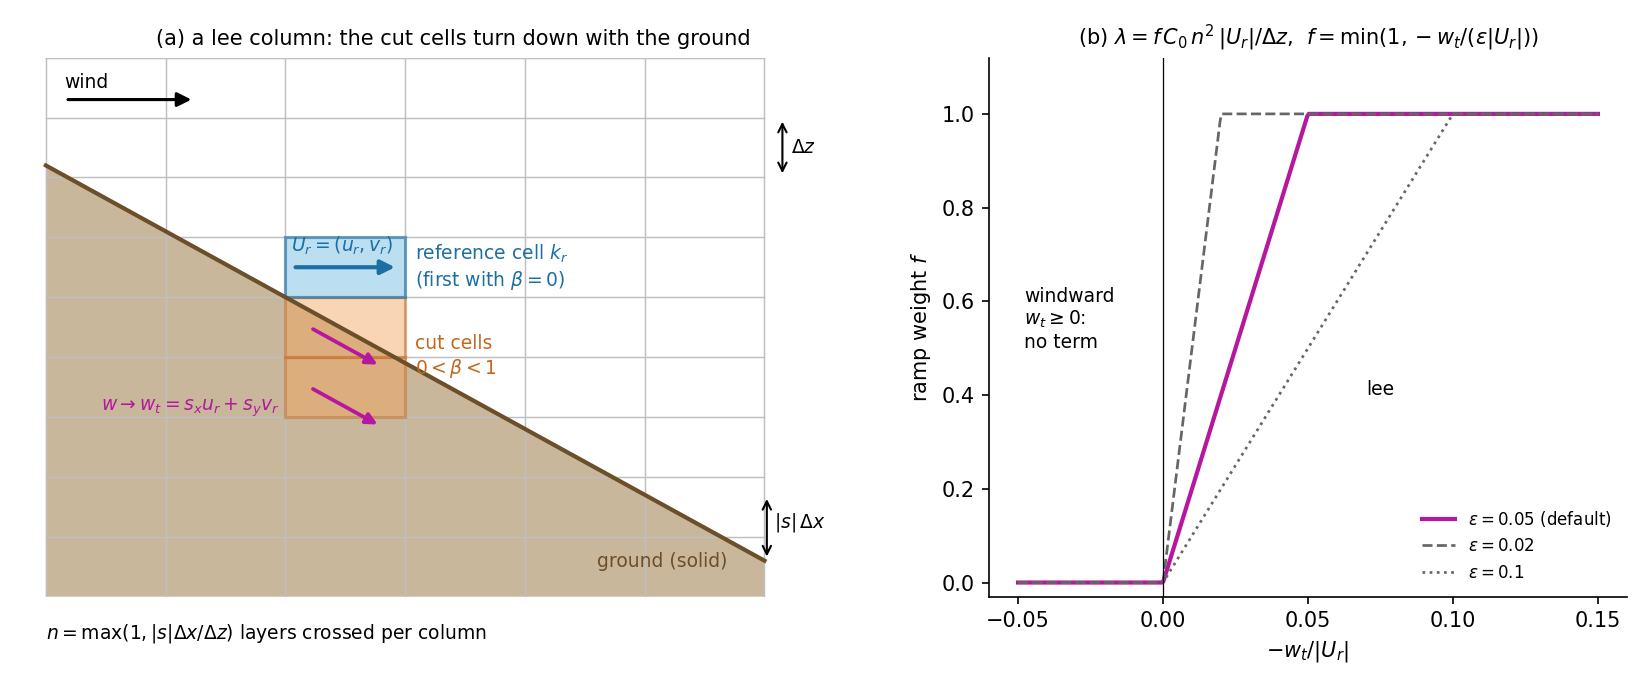 (a) a lee column: the cut cells turn down with the ground
wind
Δz
U_r = (u_r, v_r)
reference cell k_r
(first with β = 0)
cut cells
0 < β < 1
w → w_t = s_x u_r + s_y v_r
|s| Δx
ground (solid)
n = max(1, |s|Δx/Δz) layers crossed per column
(b) λ = f C_0 n^2 |U_r|/Δz, f = min(1, −w_t/(ε|U_r|))
ramp weight f
1.0
0.8
0.6
0.4
0.2
0.0
windward
w_t ≥ 0:
no term
lee
ε = 0.05 (default)
ε = 0.02
ε = 0.1
−0.05
0.00
0.05
0.10
0.15
−w_t/|U_r|